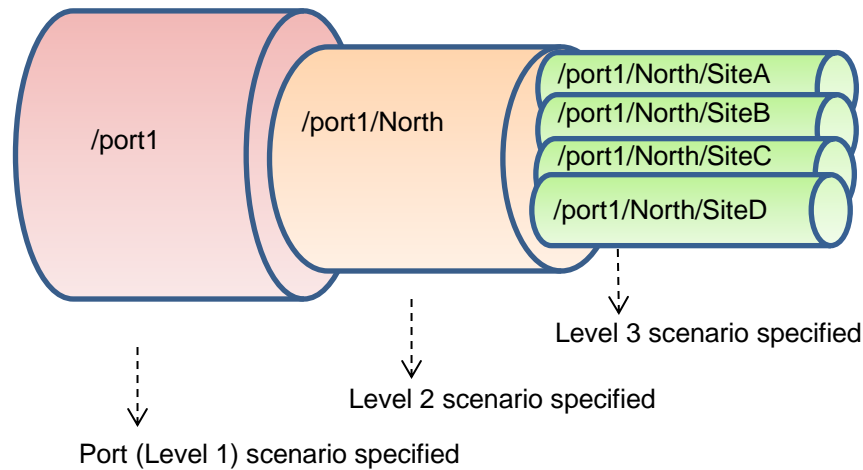 /port1
/port1/North
/port1/North/SiteA
/port1/North/SiteB
/port1/North/SiteC
/port1/North/SiteD
Level 3 scenario specified
Level 2 scenario specified
Port (Level 1) scenario specified